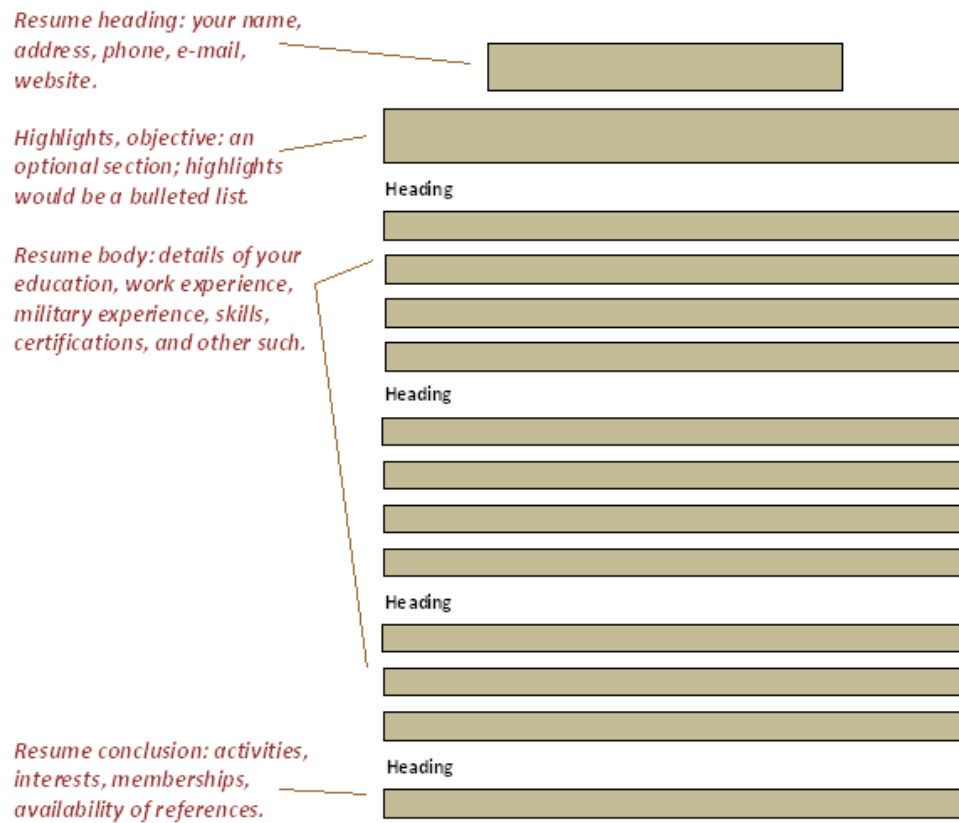 Resume heading: your name,
address, phone, e-mail,
website.
Highlights, objective: an
optional section; highlights
would be a bulleted list.
Heading
Resume body: details of your
education, work experience,
military experience, skills,
certifications, and other such.
Heading
Heading
Resume conclusion: activities,
interests, memberships,
availability of references.
Heading